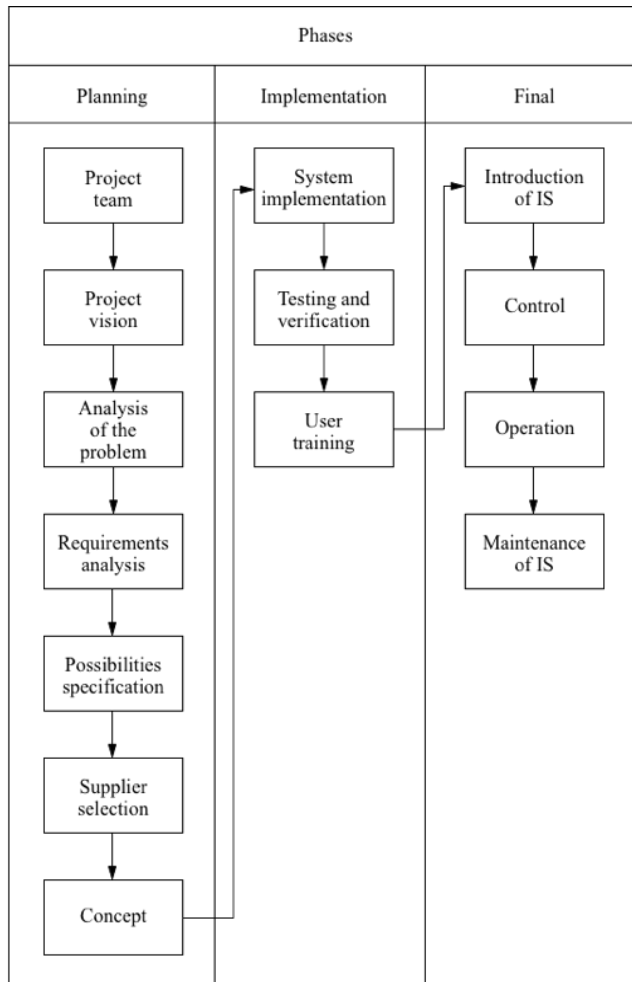 Phases
Planning
Implementation
Final
Project
team
Project
vision
Analysis
of the
problem
Requirements
analysis
Possibilities
specification
Supplier
selection
Concept
System
implementation
Testing and
verification
User
training
Introduction
of IS
Control
Operation
Maintenance
of IS